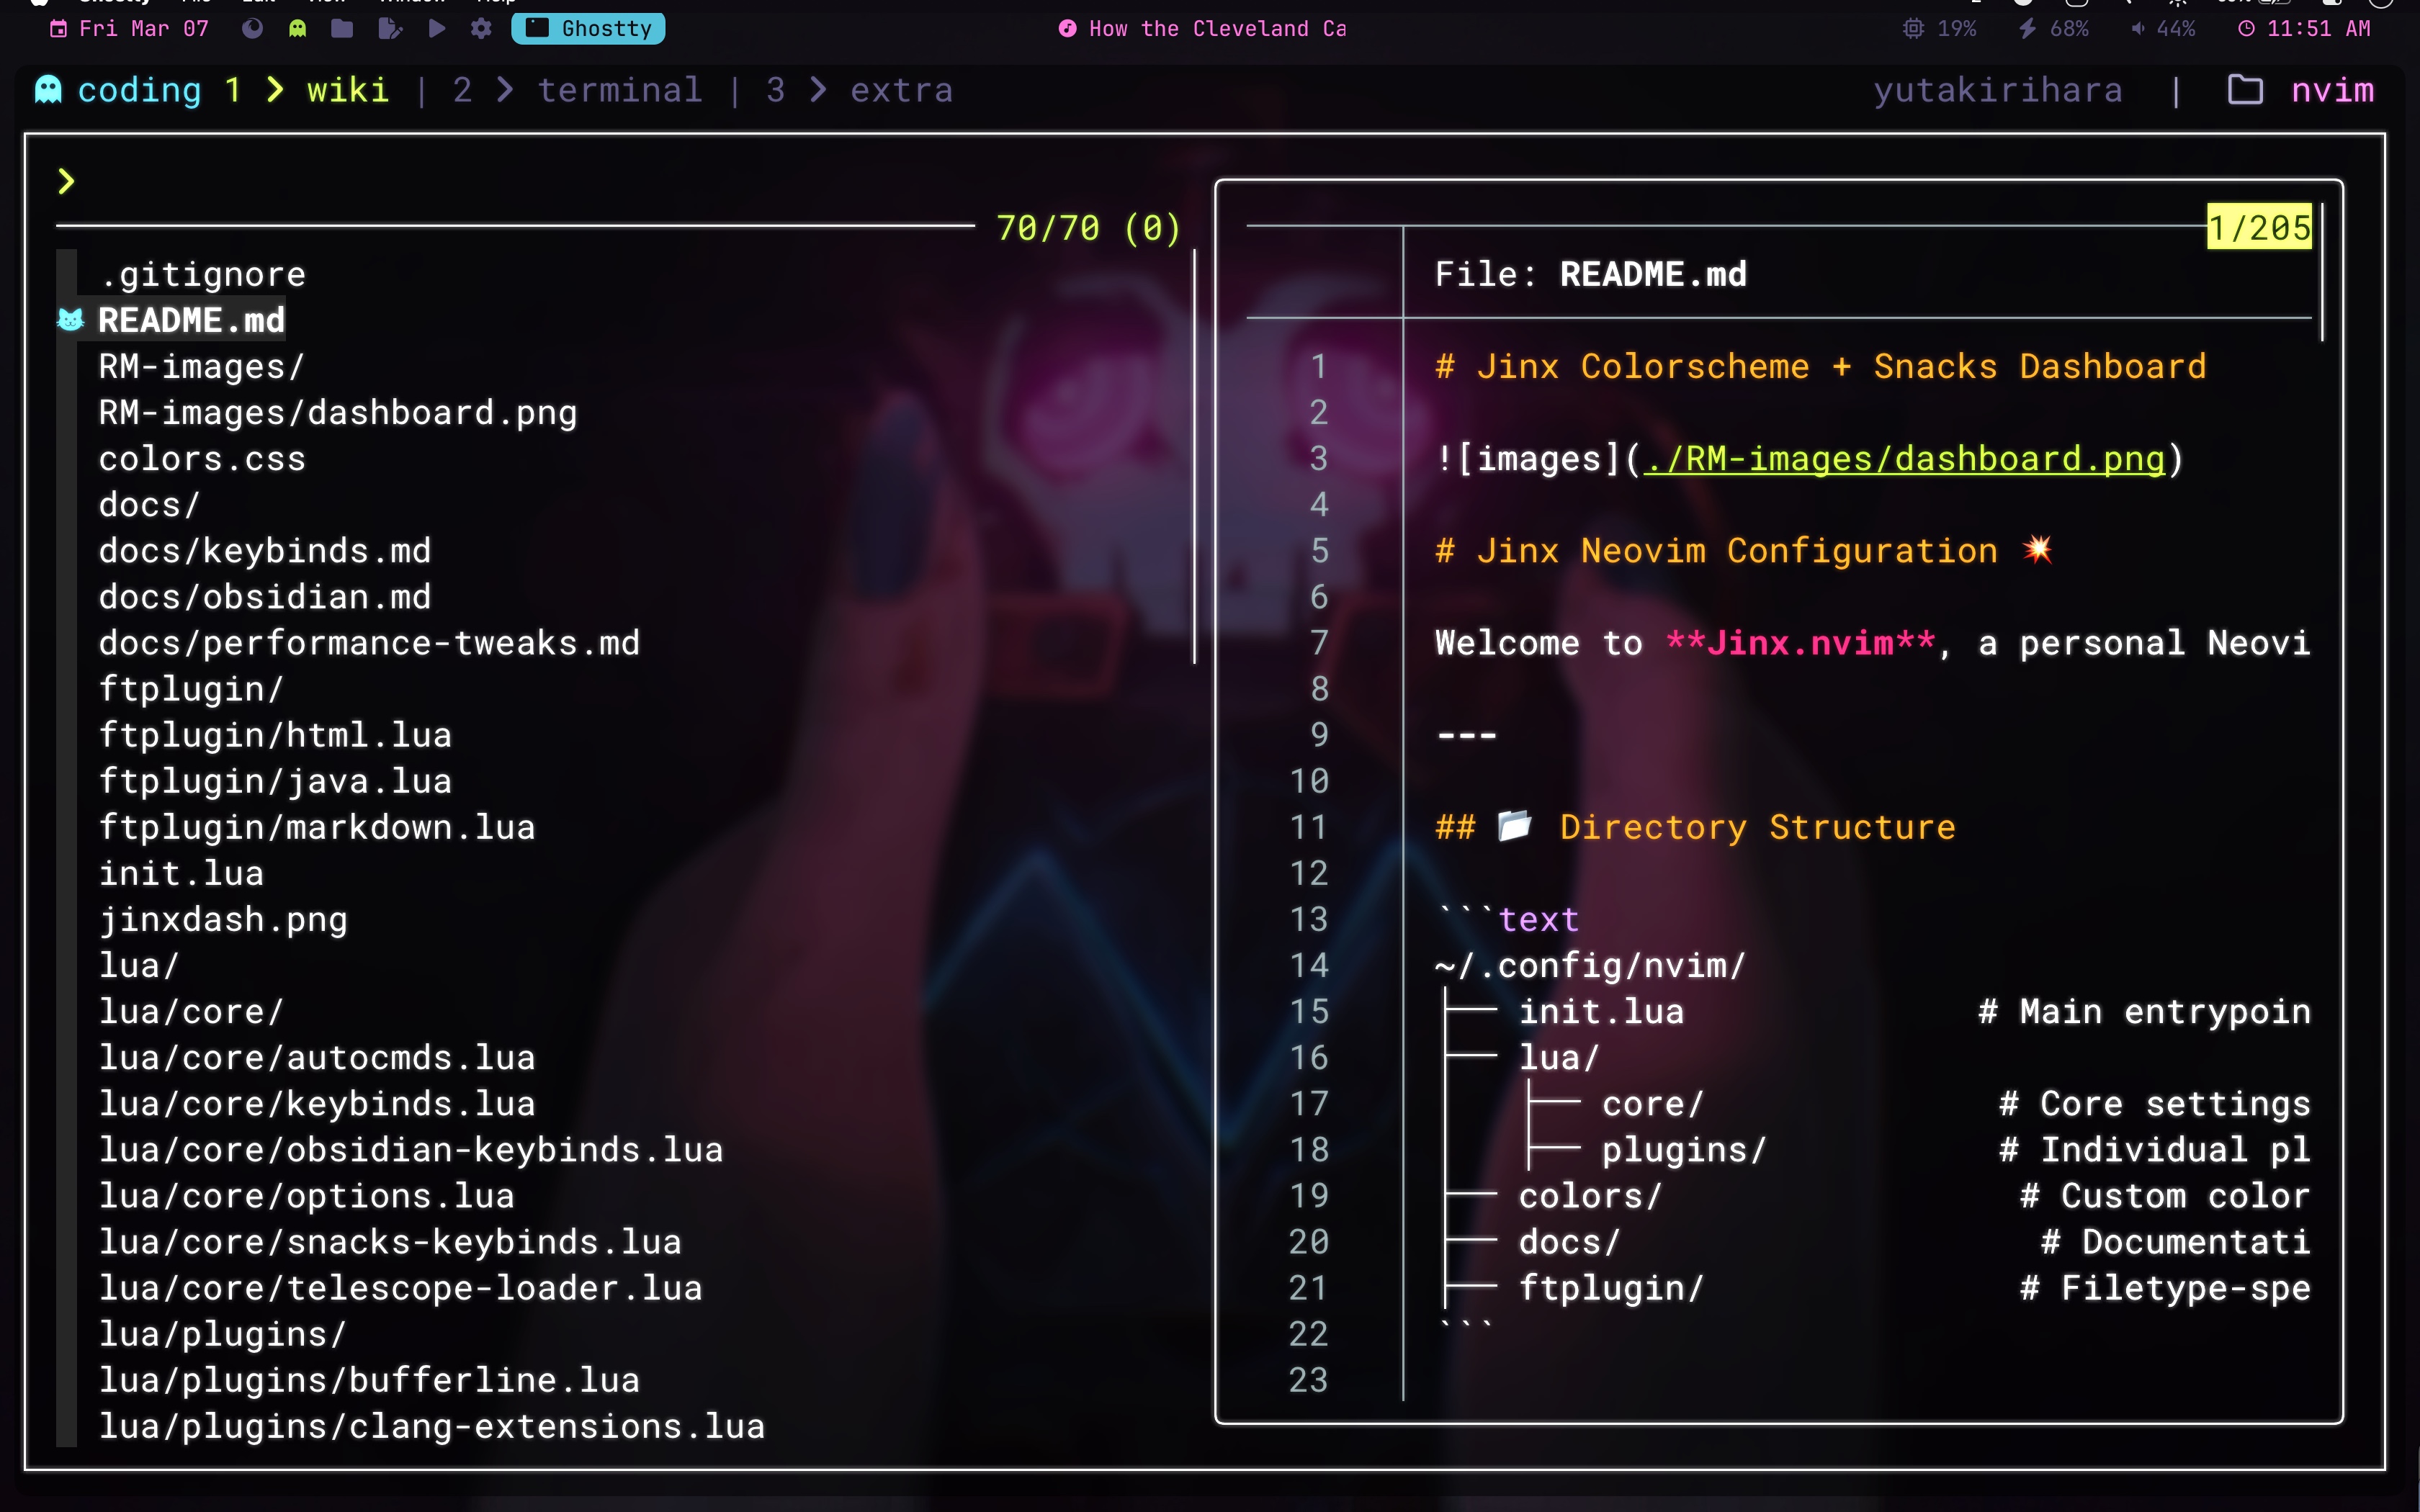 Fri Mar 07 Ghostty How the Cleveland Ca 19% 68% 44% 11:51 AM
coding 1 > wiki | 2 > terminal | 3 > extra yutakirihara | nvim
>
70/70 (0)
.gitignore
README.md
RM-images/
RM-images/dashboard.png
colors.css
docs/
docs/keybinds.md
docs/obsidian.md
docs/performance-tweaks.md
ftplugin/
ftplugin/html.lua
ftplugin/java.lua
ftplugin/markdown.lua
init.lua
jinxdash.png
lua/
lua/core/
lua/core/autocmds.lua
lua/core/keybinds.lua
lua/core/obsidian-keybinds.lua
lua/core/options.lua
lua/core/snacks-keybinds.lua
lua/core/telescope-loader.lua
lua/plugins/
lua/plugins/bufferline.lua
lua/plugins/clang-extensions.lua
1/205
File: README.md
1 # Jinx Colorscheme + Snacks Dashboard
2
3 ![images](./RM-images/dashboard.png)
4
5 # Jinx Neovim Configuration 💥
6
7 Welcome to **Jinx.nvim**, a personal Neovi
8
9 ---
10
11 ## 📂 Directory Structure
12
13 ```text
14 ~/.config/nvim/
15 ├── init.lua # Main entrypoin
16 ├── lua/
17 │   ├── core/ # Core settings
18 │   ├── plugins/ # Individual pl
19 ├── colors/ # Custom color
20 ├── docs/ # Documentati
21 ├── ftplugin/ # Filetype-spe
22 ```
23